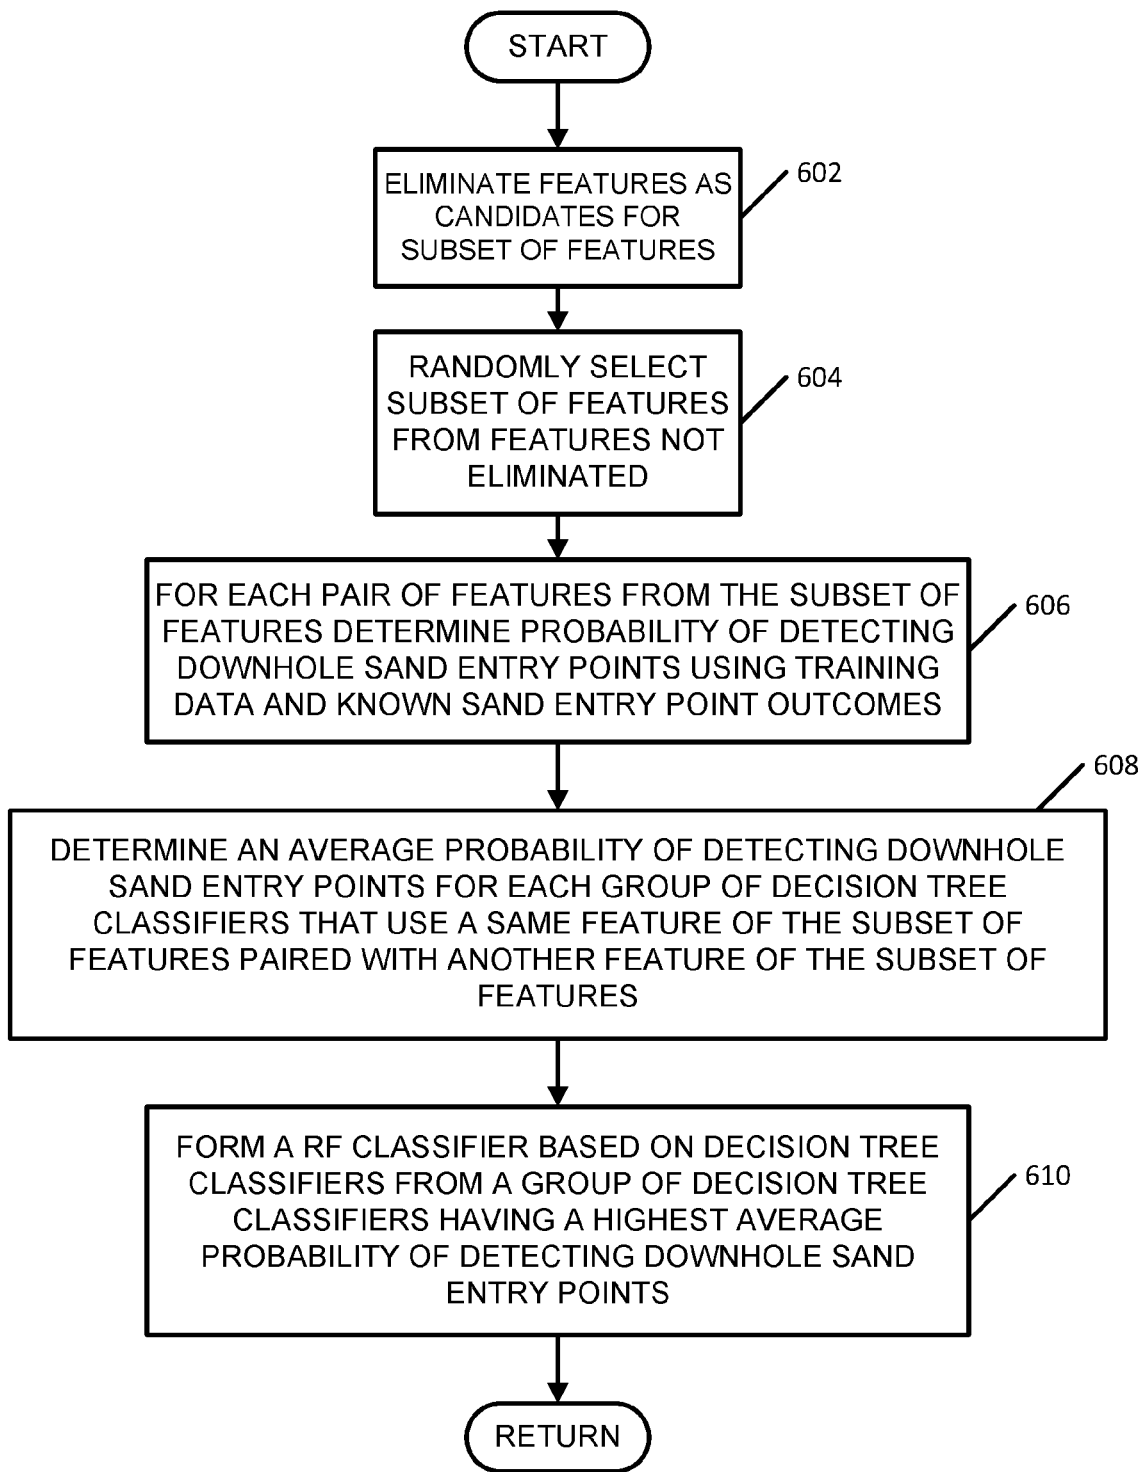 START
ELIMINATE FEATURES AS
CANDIDATES FOR
SUBSET OF FEATURES
602
RANDOMLY SELECT
SUBSET OF FEATURES
FROM FEATURES NOT
ELIMINATED
604
FOR EACH PAIR OF FEATURES FROM THE SUBSET OF
FEATURES DETERMINE PROBABILITY OF DETECTING
DOWNHOLE SAND ENTRY POINTS USING TRAINING
DATA AND KNOWN SAND ENTRY POINT OUTCOMES
606
608
DETERMINE AN AVERAGE PROBABILITY OF DETECTING DOWNHOLE
SAND ENTRY POINTS FOR EACH GROUP OF DECISION TREE
CLASSIFIERS THAT USE A SAME FEATURE OF THE SUBSET OF
FEATURES PAIRED WITH ANOTHER FEATURE OF THE SUBSET OF
FEATURES
FORM A RF CLASSIFIER BASED ON DECISION TREE
CLASSIFIERS FROM A GROUP OF DECISION TREE
CLASSIFIERS HAVING A HIGHEST AVERAGE
PROBABILITY OF DETECTING DOWNHOLE SAND
ENTRY POINTS
610
RETURN